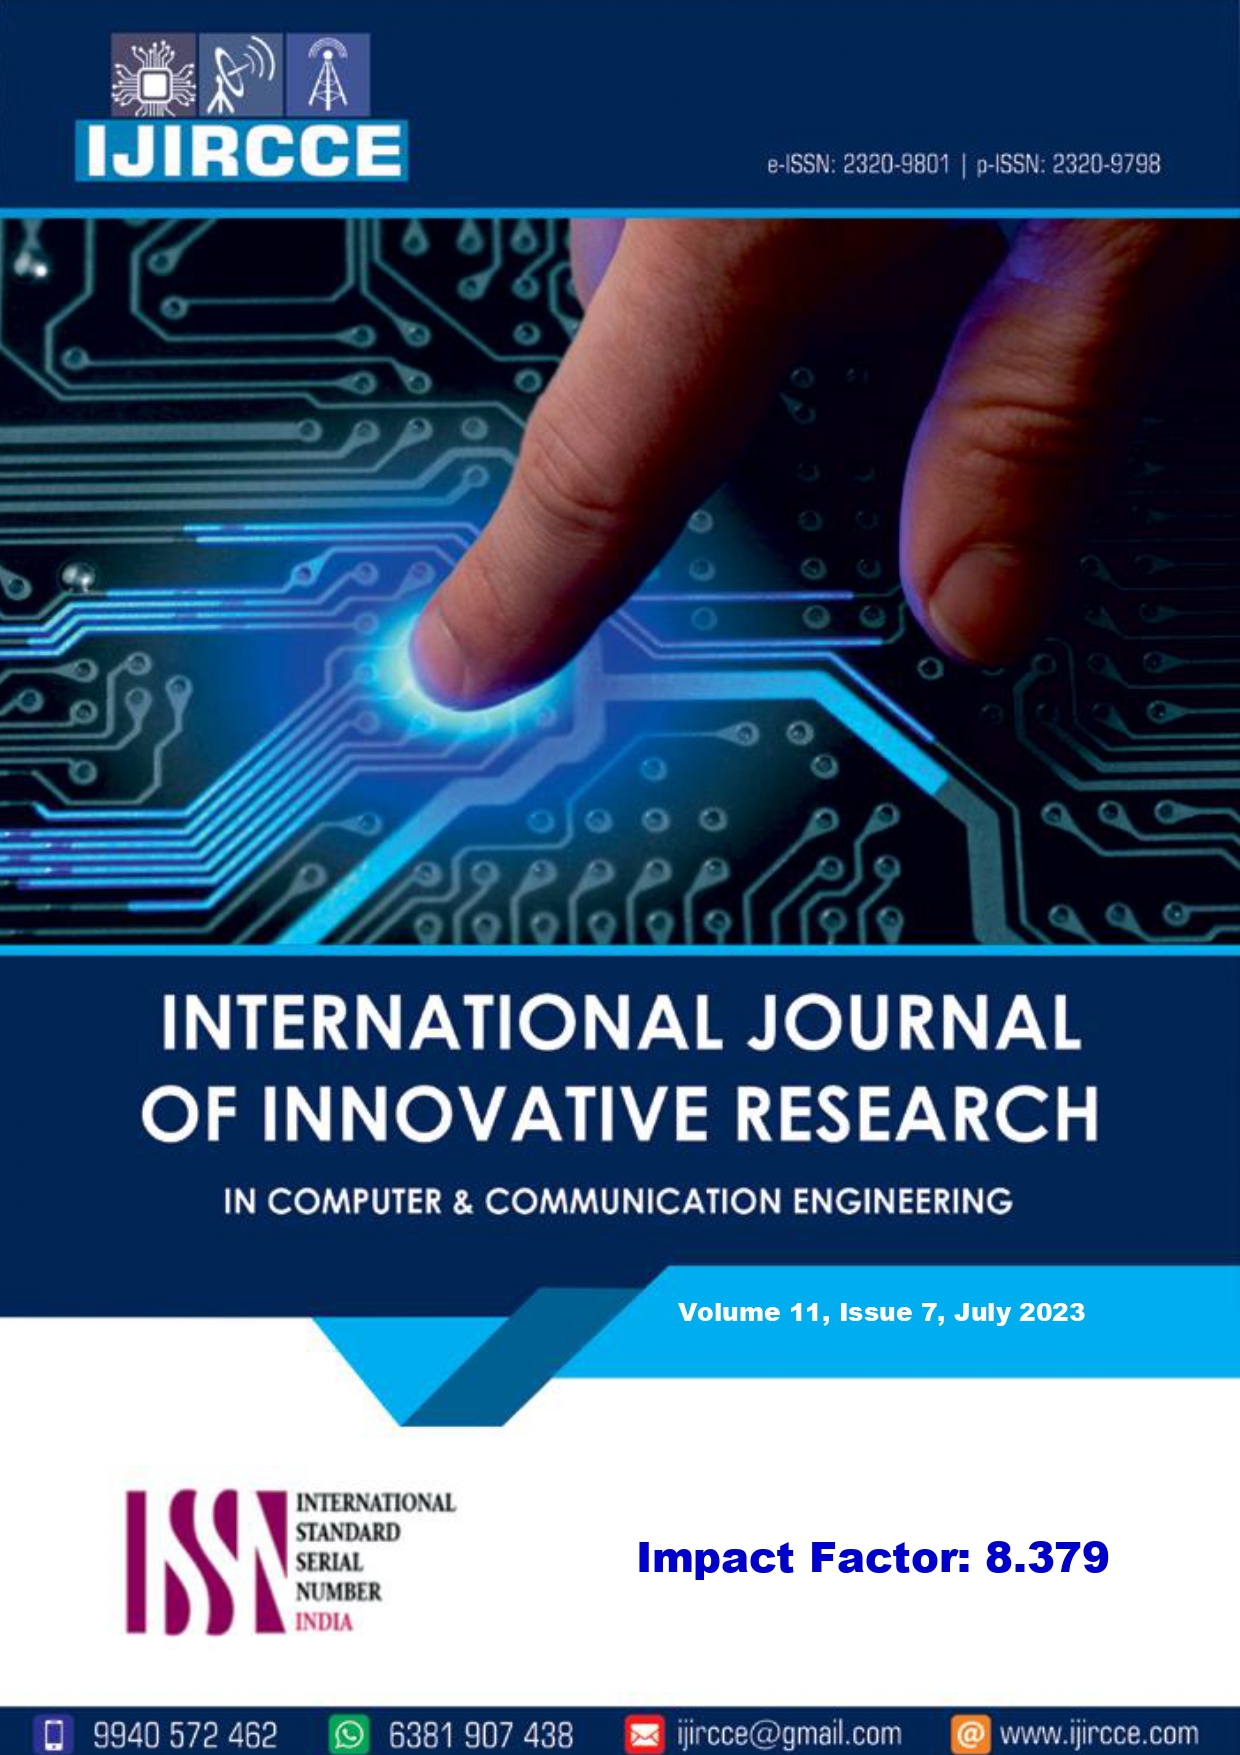 IJIRCCE
e-ISSN: 2320-9801 | p-ISSN: 2320-9798
INTERNATIONAL JOURNAL
OF INNOVATIVE RESEARCH
IN COMPUTER & COMMUNICATION ENGINEERING
Volume 11, Issue 7, July 2023
ISSN
INTERNATIONAL
STANDARD
SERIAL
NUMBER
INDIA
Impact Factor: 8.379
9940 572 462
6381 907 438
ijircce@gmail.com
@ www.ijircce.com